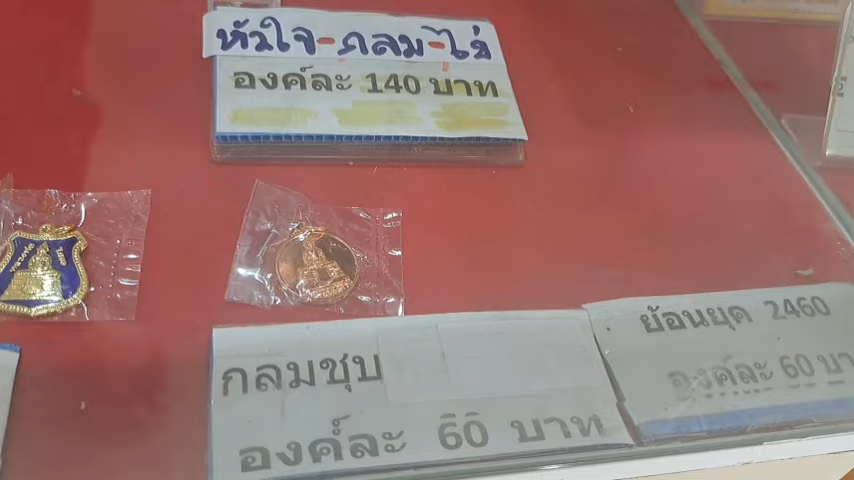 หัวใจ-กลม-ไข่
องค์ละ 140 บาท
กลมชุบ
องค์ละ 60 บาท
ย้อนยุค 2460
องค์ละ 60 บา